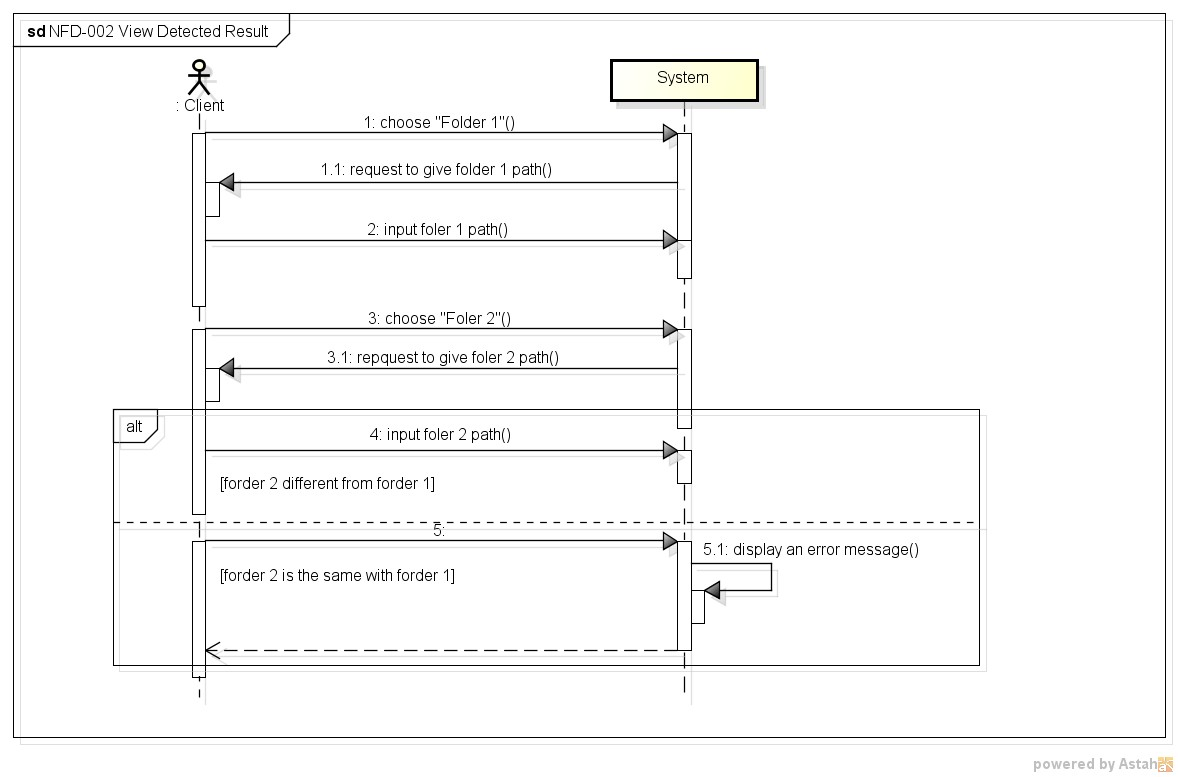 sd NFD-002 View Detected Result
: Client
System
1: choose "Folder 1"()
1.1: request to give folder 1 path()
2: input foler 1 path()
3: choose "Foler 2"()
3.1: repquest to give foler 2 path()
alt
4: input foler 2 path()
[forder 2 different from forder 1]
5:
5.1: display an error message()
[forder 2 is the same with forder 1]
powered by Astah